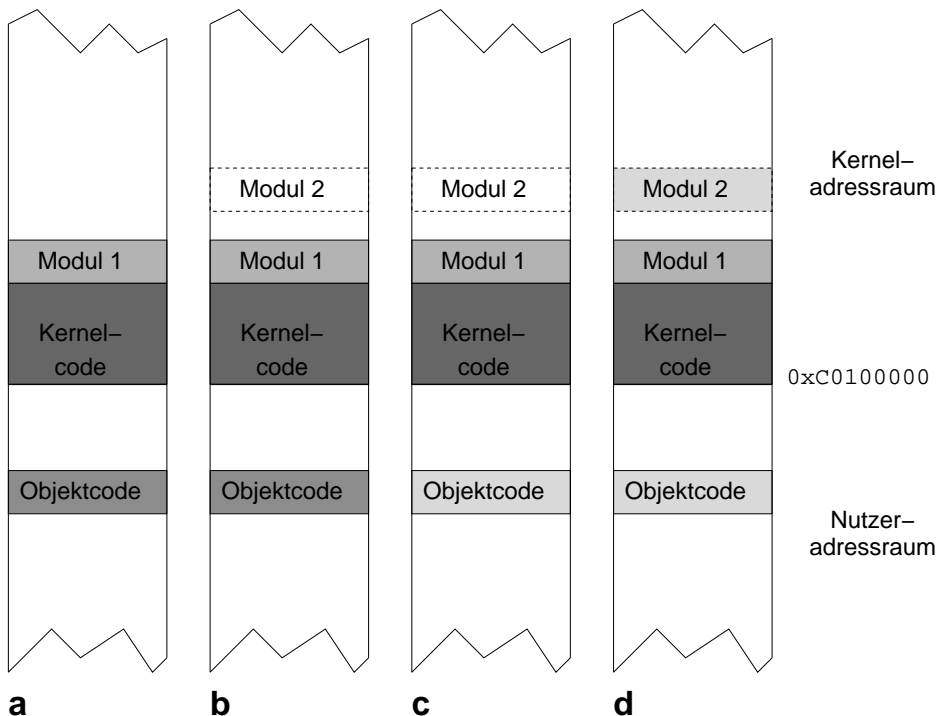 Kernel–
adressraum
Modul 2
Modul 2
Modul 2
Modul 1
Modul 1
Modul 1
Modul 1
Kernel–
code
Kernel–
code
Kernel–
code
Kernel–
code
0xC0100000
Objektcode
Objektcode
Objektcode
Objektcode
Nutzer–
adressraum
a
b
c
d